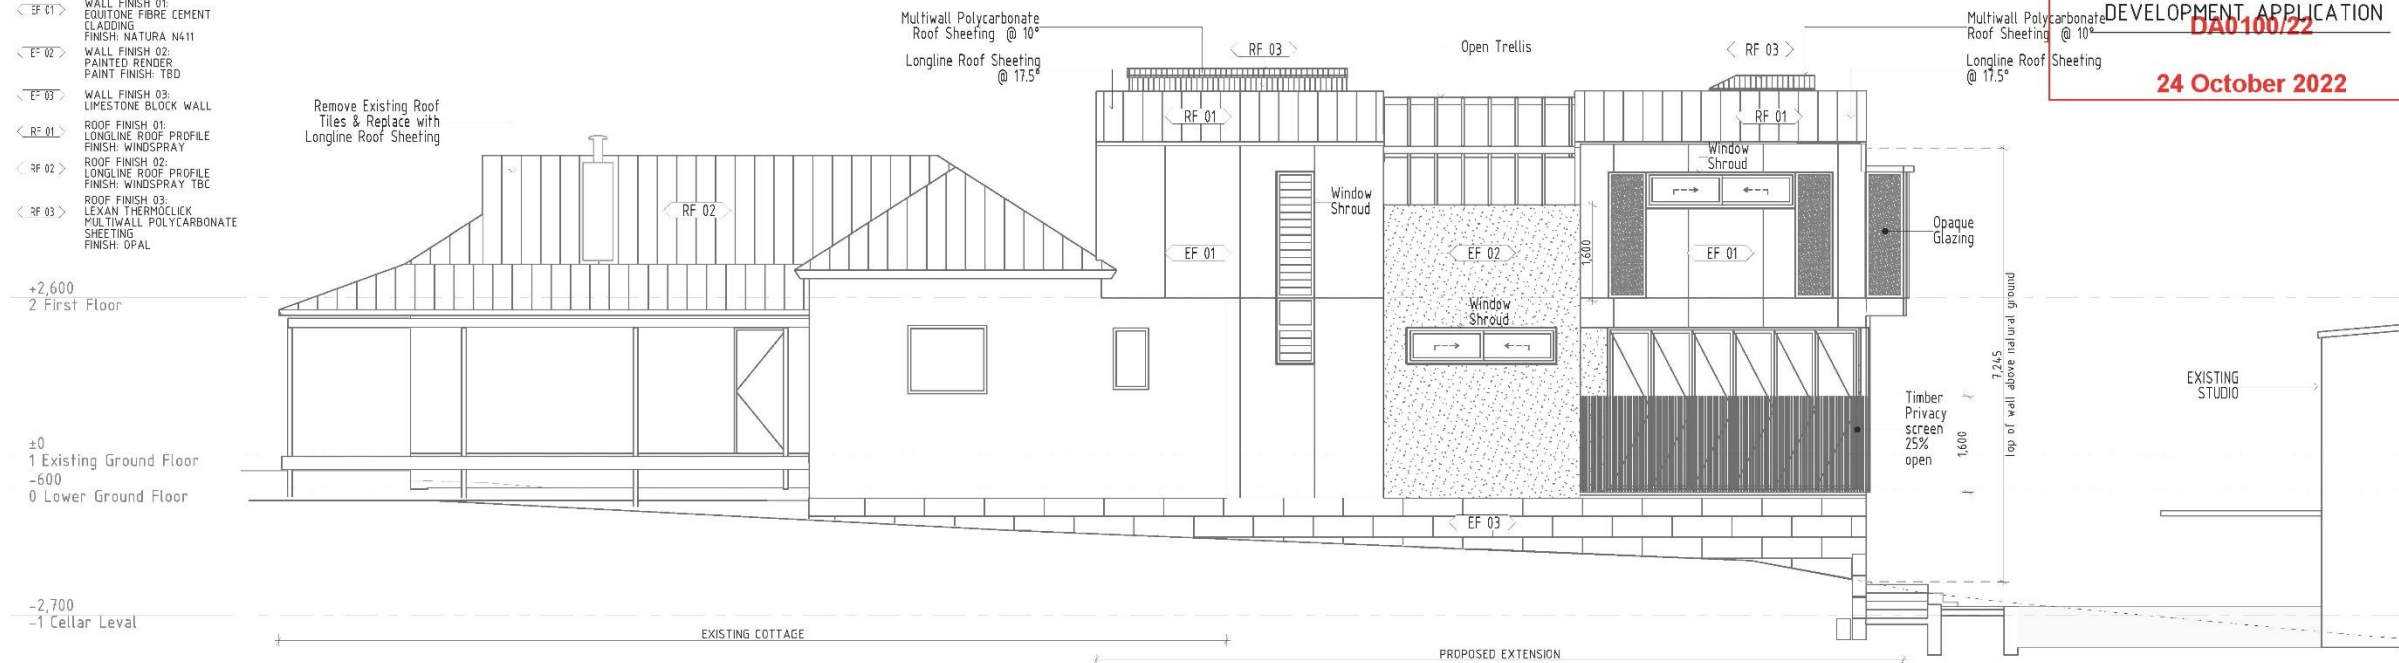 EF 01
WALL FINISH 01:
EQUITONE FIBRE CEMENT
CLADDING
FINISH: NATURA N411
EF 02
WALL FINISH 02:
PAINTED RENDER
PAINT FINISH: TBD
EF 03
WALL FINISH 03:
LIMESTONE BLOCK WALL
RF 01
ROOF FINISH 01:
LONGLINE ROOF PROFILE
FINISH: WINDSPRAY
RF 02
ROOF FINISH 02:
LONGLINE ROOF PROFILE
FINISH: WINDSPRAY TBC
RF 03
ROOF FINISH 03:
LEXAN THERMOCLICK
MULTIWALL POLYCARBONATE
SHEETING
FINISH: OPAL
Remove Existing Roof
Tiles & Replace with
Longline Roof Sheeting
Multiwall Polycarbonate
Roof Sheeting @ 10°
Longline Roof Sheeting
@ 17.5°
RF 03
Open Trellis
RF 03
Multiwall Polycarbonate
Roof Sheeting @ 10°
Longline Roof Sheeting
@ 17.5°
DEVELOPMENT APPLICATION
DA0100/22
24 October 2022
RF 01
RF 01
RF 02
Window
Shroud
Window
Shroud
EF 01
EF 02
1,600
EF 01
Opaque
Glazing
Window
Shroud
+2,600
2 First Floor
±0
1 Existing Ground Floor
-600
0 Lower Ground Floor
-2,700
-1 Cellar Leval
7,245
top of wall above natural ground
Timber
Privacy
screen
25%
open
1,600
EXISTING
STUDIO
EF 03
EXISTING COTTAGE
PROPOSED EXTENSION